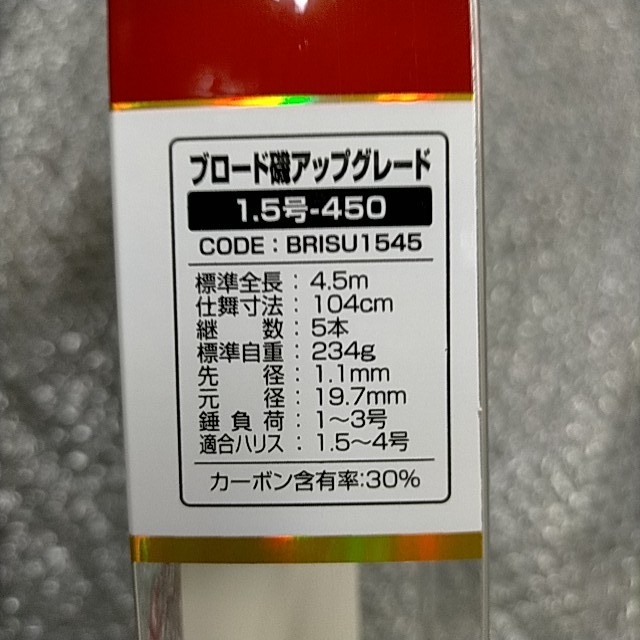 ブロード磯アップグレード
1.5号-450
CODE：BRISU1545
標準全長：4.5m
仕舞寸法：104cm
継数：5本
標準自重：234g
先径：1.1mm
元径：19.7mm
錘負荷：1～3号
適合ハリス：1.5～4号
カーボン含有率:30%